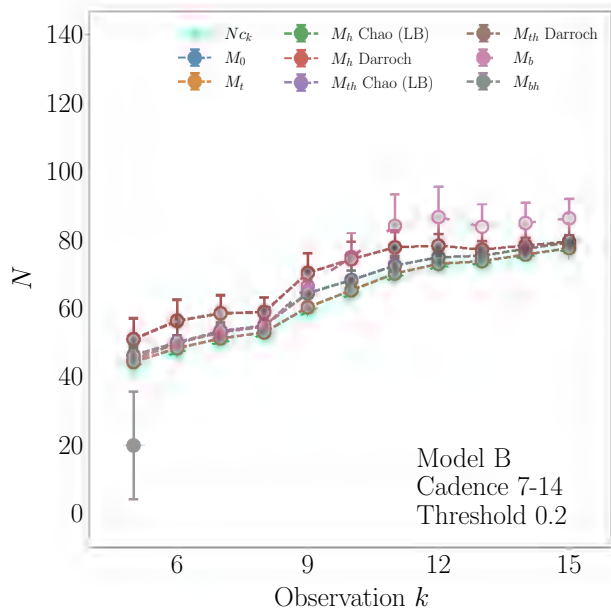 140
120
100
80
60
40
20
0
N
6 9 12 15
Observation k
Nc_k
M_0
M_t
M_h Chao (LB)
M_h Darroch
M_th Chao (LB)
M_th Darroch
M_b
M_bh
Model B
Cadence 7-14
Threshold 0.2